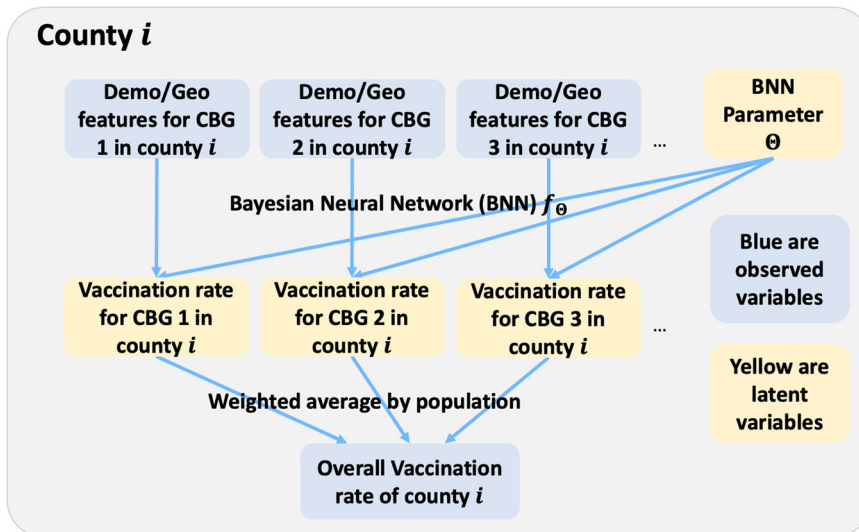 County i
Demo/Geo
features for CBG
1 in county i
Demo/Geo
features for CBG
2 in county i
Demo/Geo
features for CBG
3 in county i
...
BNN
Parameter
Θ
Bayesian Neural Network (BNN) f_Θ
Blue are
observed
variables
Vaccination rate
for CBG 1 in
county i
Vaccination rate
for CBG 2 in
county i
Vaccination rate
for CBG 3 in
county i
...
Yellow are
latent
variables
Weighted average by population
Overall Vaccination
rate of county i